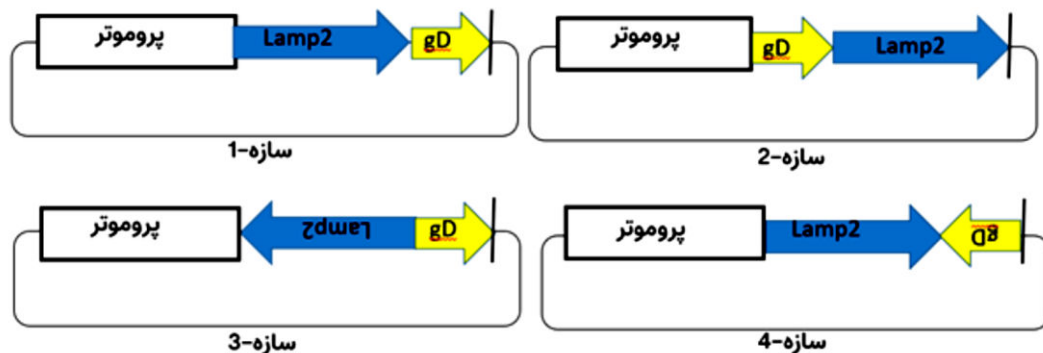 پروموتر Lamp2 gD
سازه-1
پروموتر gD Lamp2
سازه-2
پروموتر Lamp2 gD
سازه-3
پروموتر Lamp2 gD
سازه-4